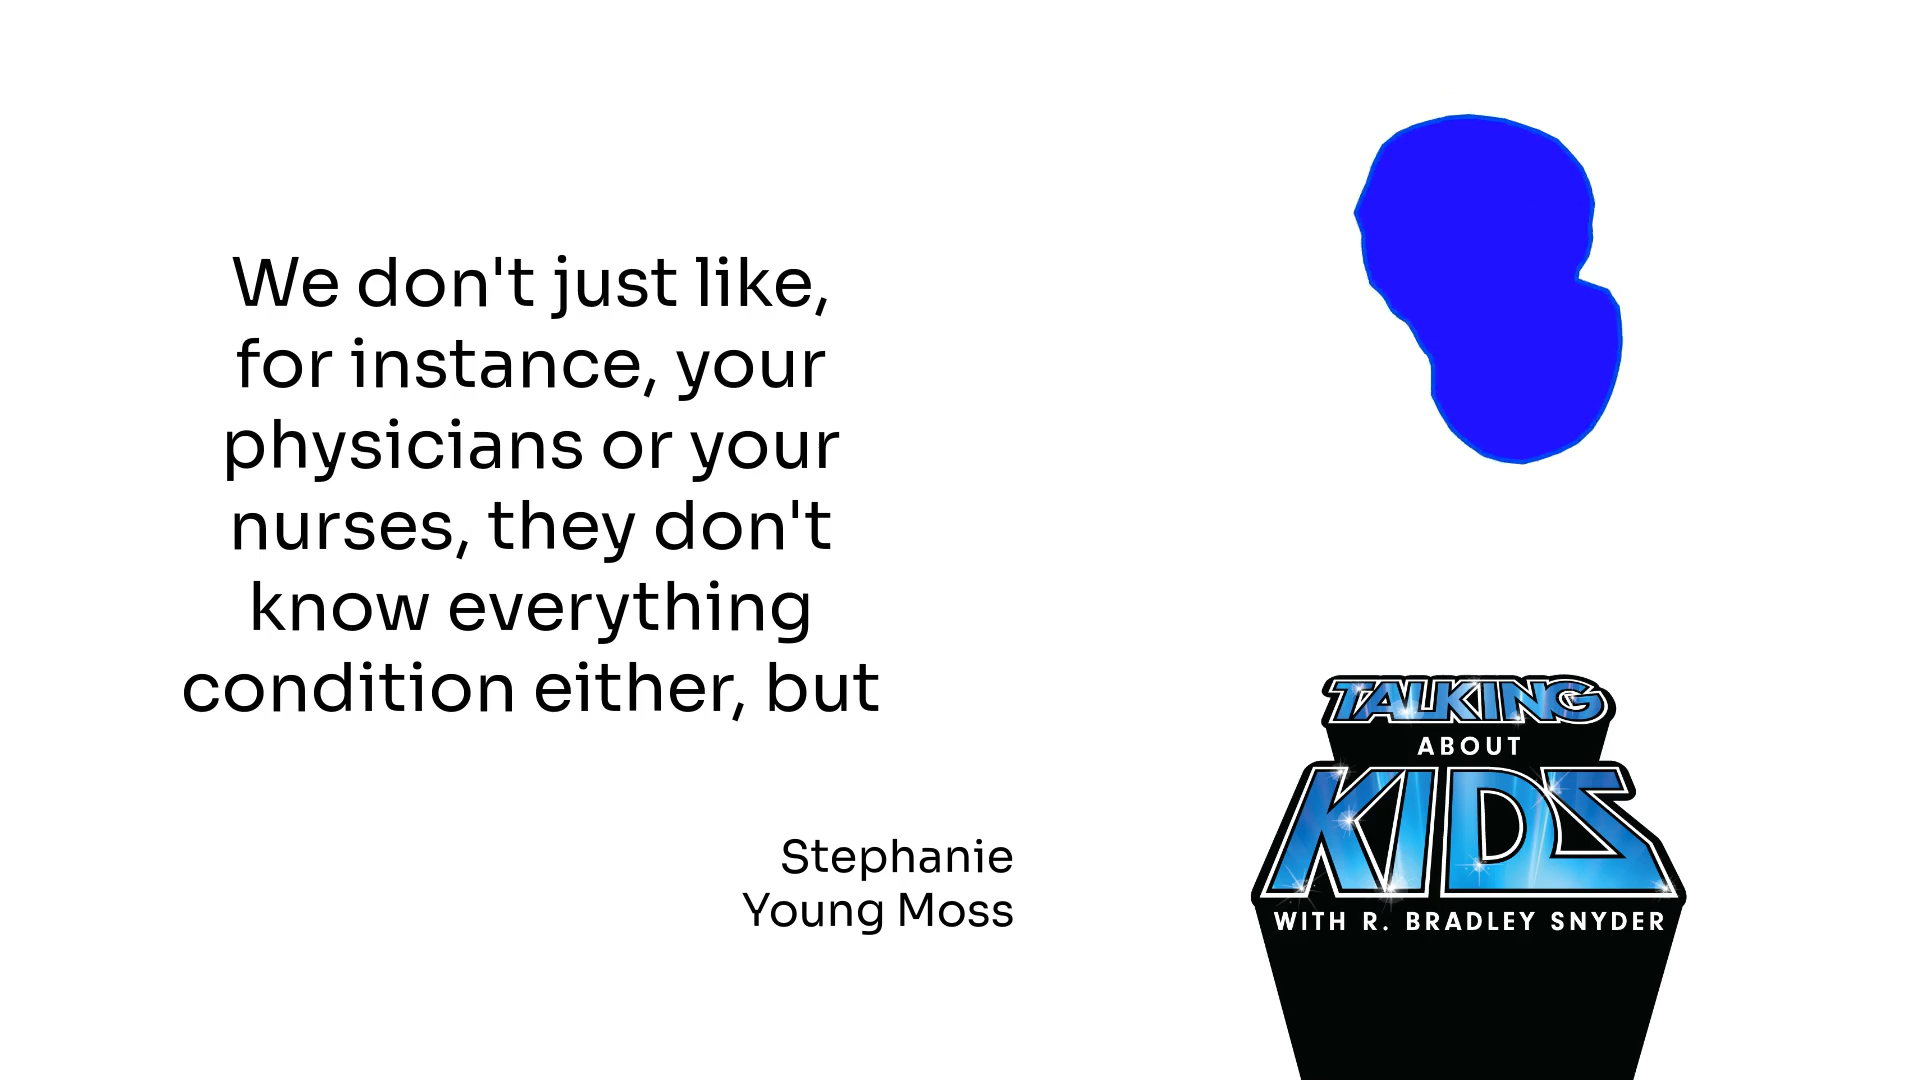 We don't just like,
for instance, your
physicians or your
nurses, they don't
know everything
condition either, but
Stephanie
Young Moss
TALKING
ABOUT
KIDS
WITH R. BRADLEY SNYDER